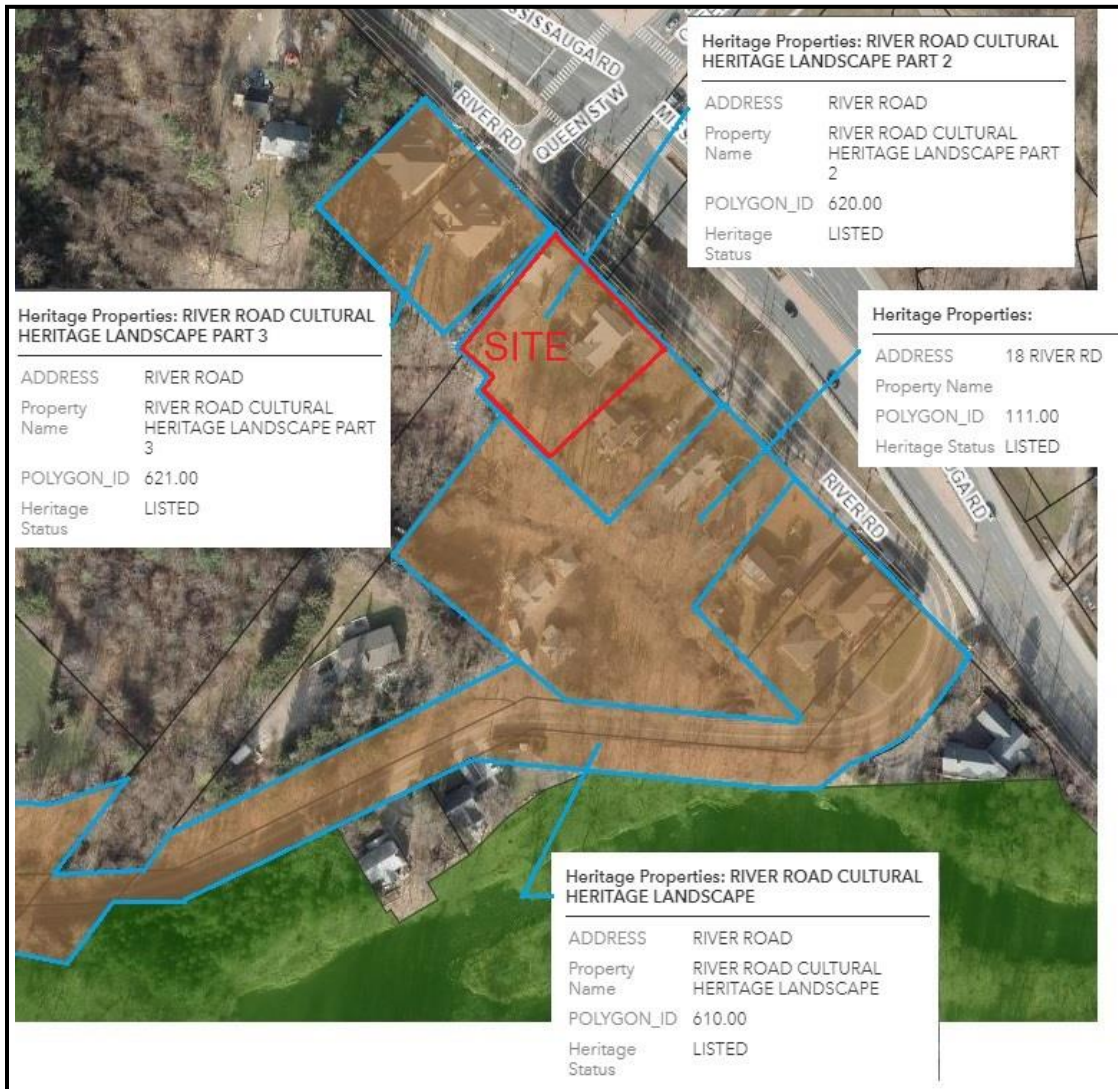 SSISSAUGA RD
RIVER RD
QUEEN ST W
Heritage Properties: RIVER ROAD CULTURAL
HERITAGE LANDSCAPE PART 2
ADDRESS RIVER ROAD
Property RIVER ROAD CULTURAL
Name HERITAGE LANDSCAPE PART
2
POLYGON_ID 620.00
Heritage LISTED
Status
Heritage Properties: RIVER ROAD CULTURAL
HERITAGE LANDSCAPE PART 3
ADDRESS RIVER ROAD
Property RIVER ROAD CULTURAL
Name HERITAGE LANDSCAPE PART
3
POLYGON_ID 621.00
Heritage LISTED
Status
SITE
Heritage Properties:
ADDRESS 18 RIVER RD
Property Name
POLYGON_ID 111.00
Heritage Status LISTED
UGA RD
RIVER RD
Heritage Properties: RIVER ROAD CULTURAL
HERITAGE LANDSCAPE
ADDRESS RIVER ROAD
Property RIVER ROAD CULTURAL
Name HERITAGE LANDSCAPE
POLYGON_ID 610.00
Heritage LISTED
Status